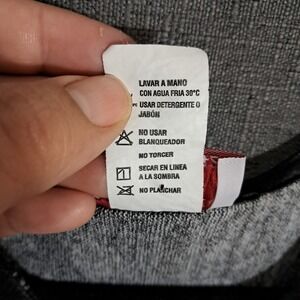 LAVAR A MANO
CON AGUA FRIA 30°C
USAR DETERGENTE O
JABÓN
NO USAR
BLANQUEADOR
NO TORCER
SECAR EN LINEA
A LA SOMBRA
NO PLANCHAR